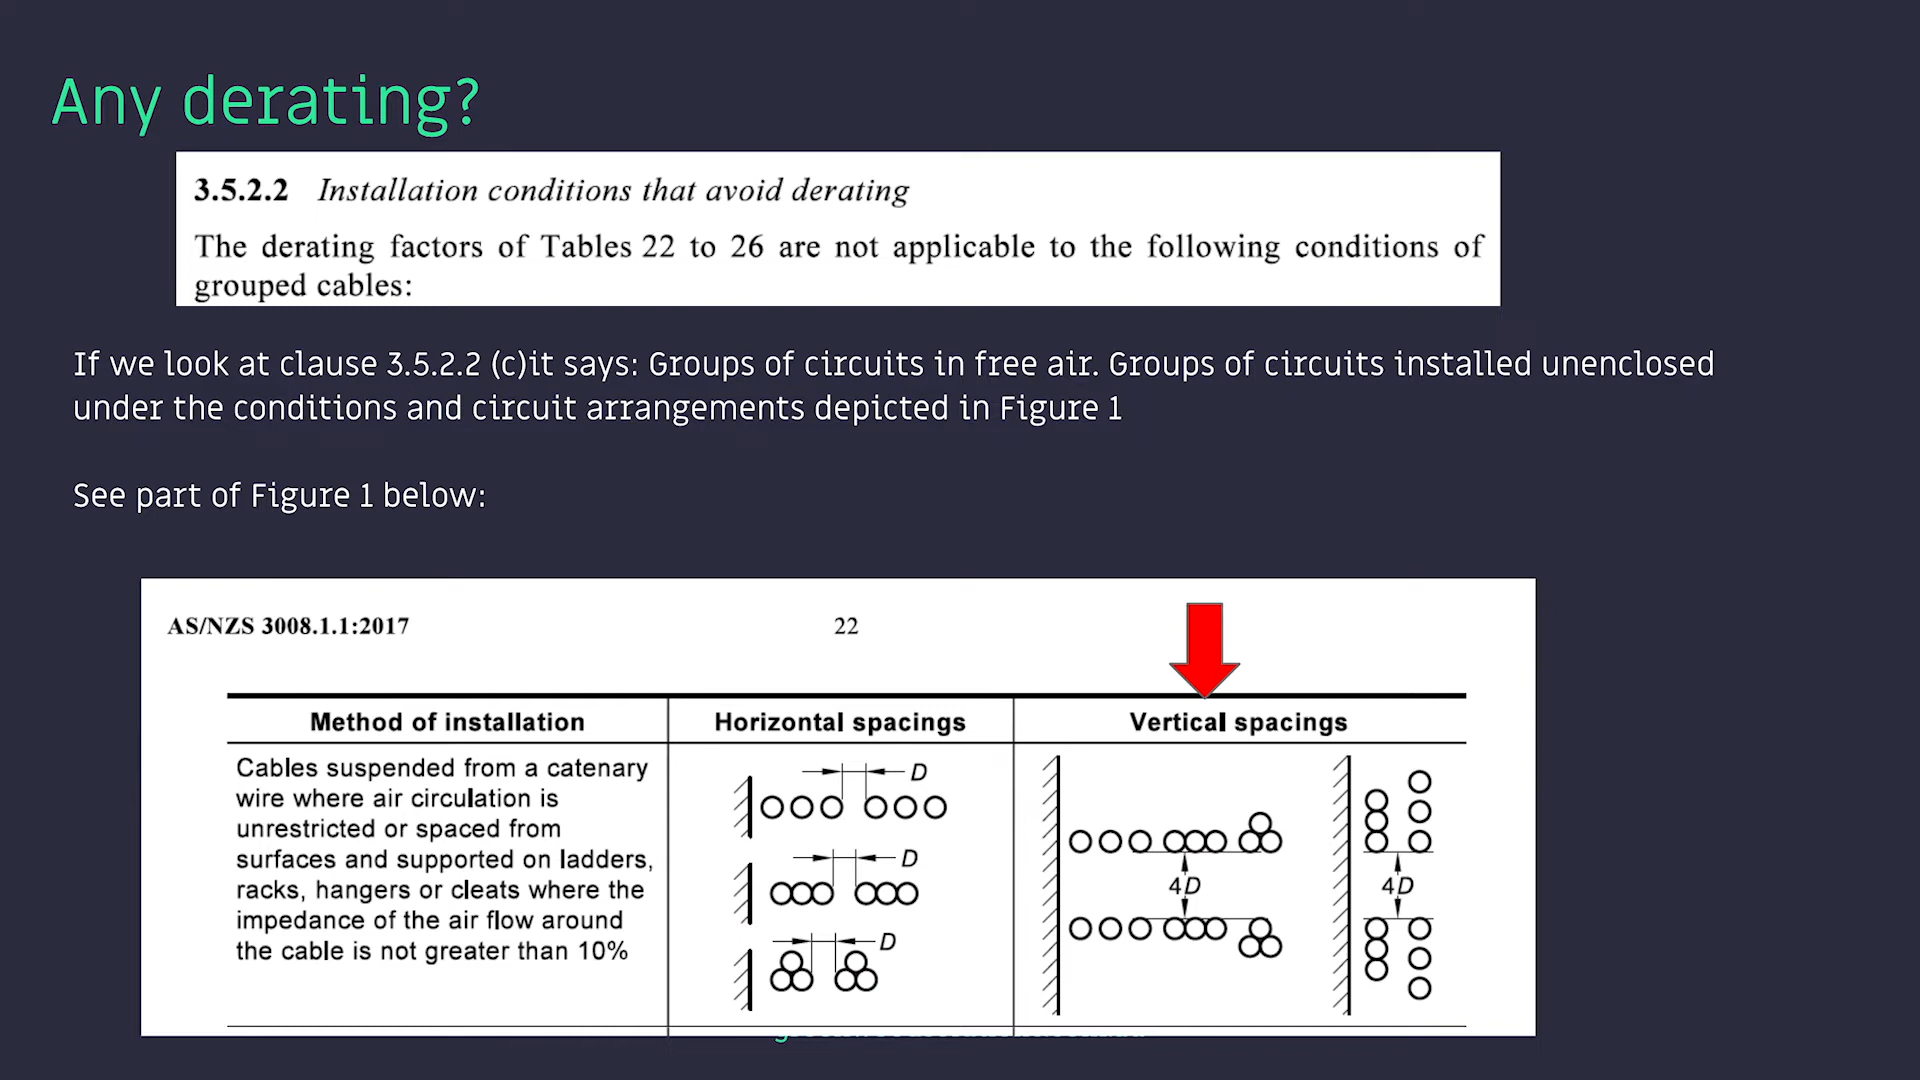 Any derating?
3.5.2.2 Installation conditions that avoid derating
The derating factors of Tables 22 to 26 are not applicable to the following conditions of
grouped cables:
If we look at clause 3.5.2.2 (c)it says: Groups of circuits in free air. Groups of circuits installed unenclosed
under the conditions and circuit arrangements depicted in Figure 1
See part of Figure 1 below:
AS/NZS 3008.1.1:2017 22
Method of installation Horizontal spacings Vertical spacings
Cables suspended from a catenary
wire where air circulation is
unrestricted or spaced from
surfaces and supported on ladders,
racks, hangers or cleats where the
impedance of the air flow around
the cable is not greater than 10%
D
D
D
4D 4D